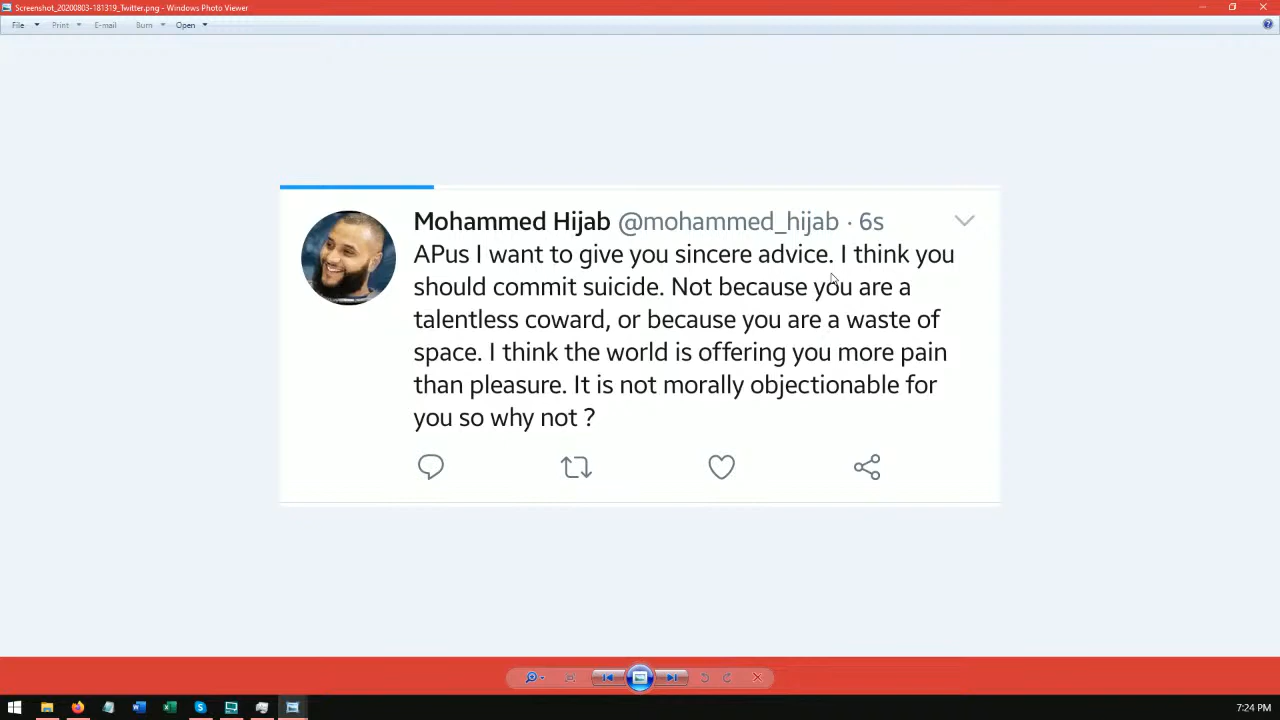 Screenshot_20200803-181319_Twitter.png - Windows Photo Viewer
File Print E-mail Burn Open
Mohammed Hijab @mohammed_hijab · 6s
APus I want to give you sincere advice. I think you
should commit suicide. Not because you are a
talentless coward, or because you are a waste of
space. I think the world is offering you more pain
than pleasure. It is not morally objectionable for
you so why not ?
7:24 PM